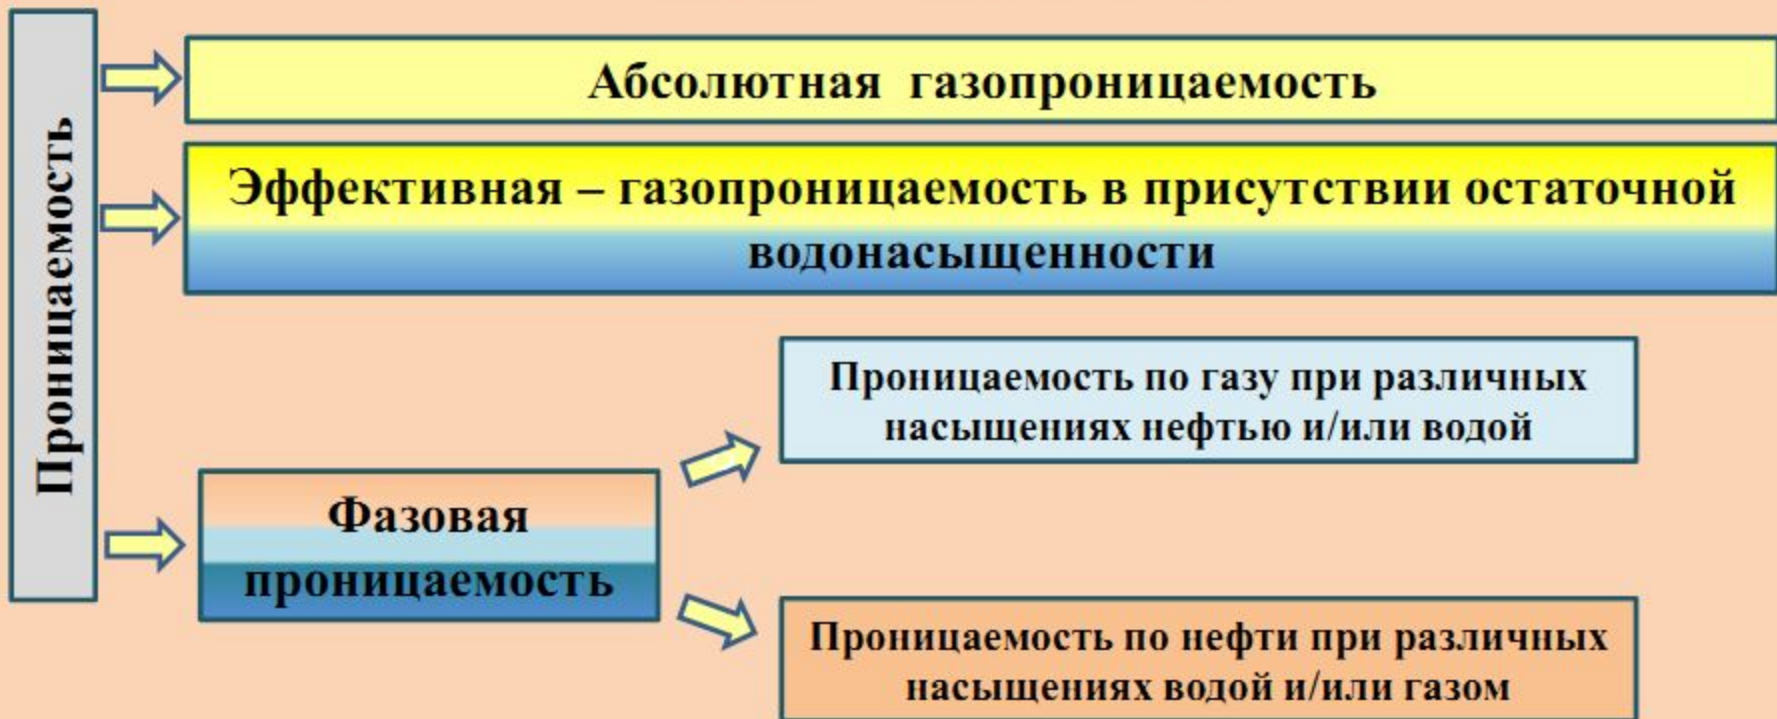 Проницаемость
Абсолютная газопроницаемость
Эффективная – газопроницаемость в присутствии остаточной
водонасыщенности
Фазовая
проницаемость
Проницаемость по газу при различных
насыщениях нефтью и/или водой
Проницаемость по нефти при различных
насыщениях водой и/или газом